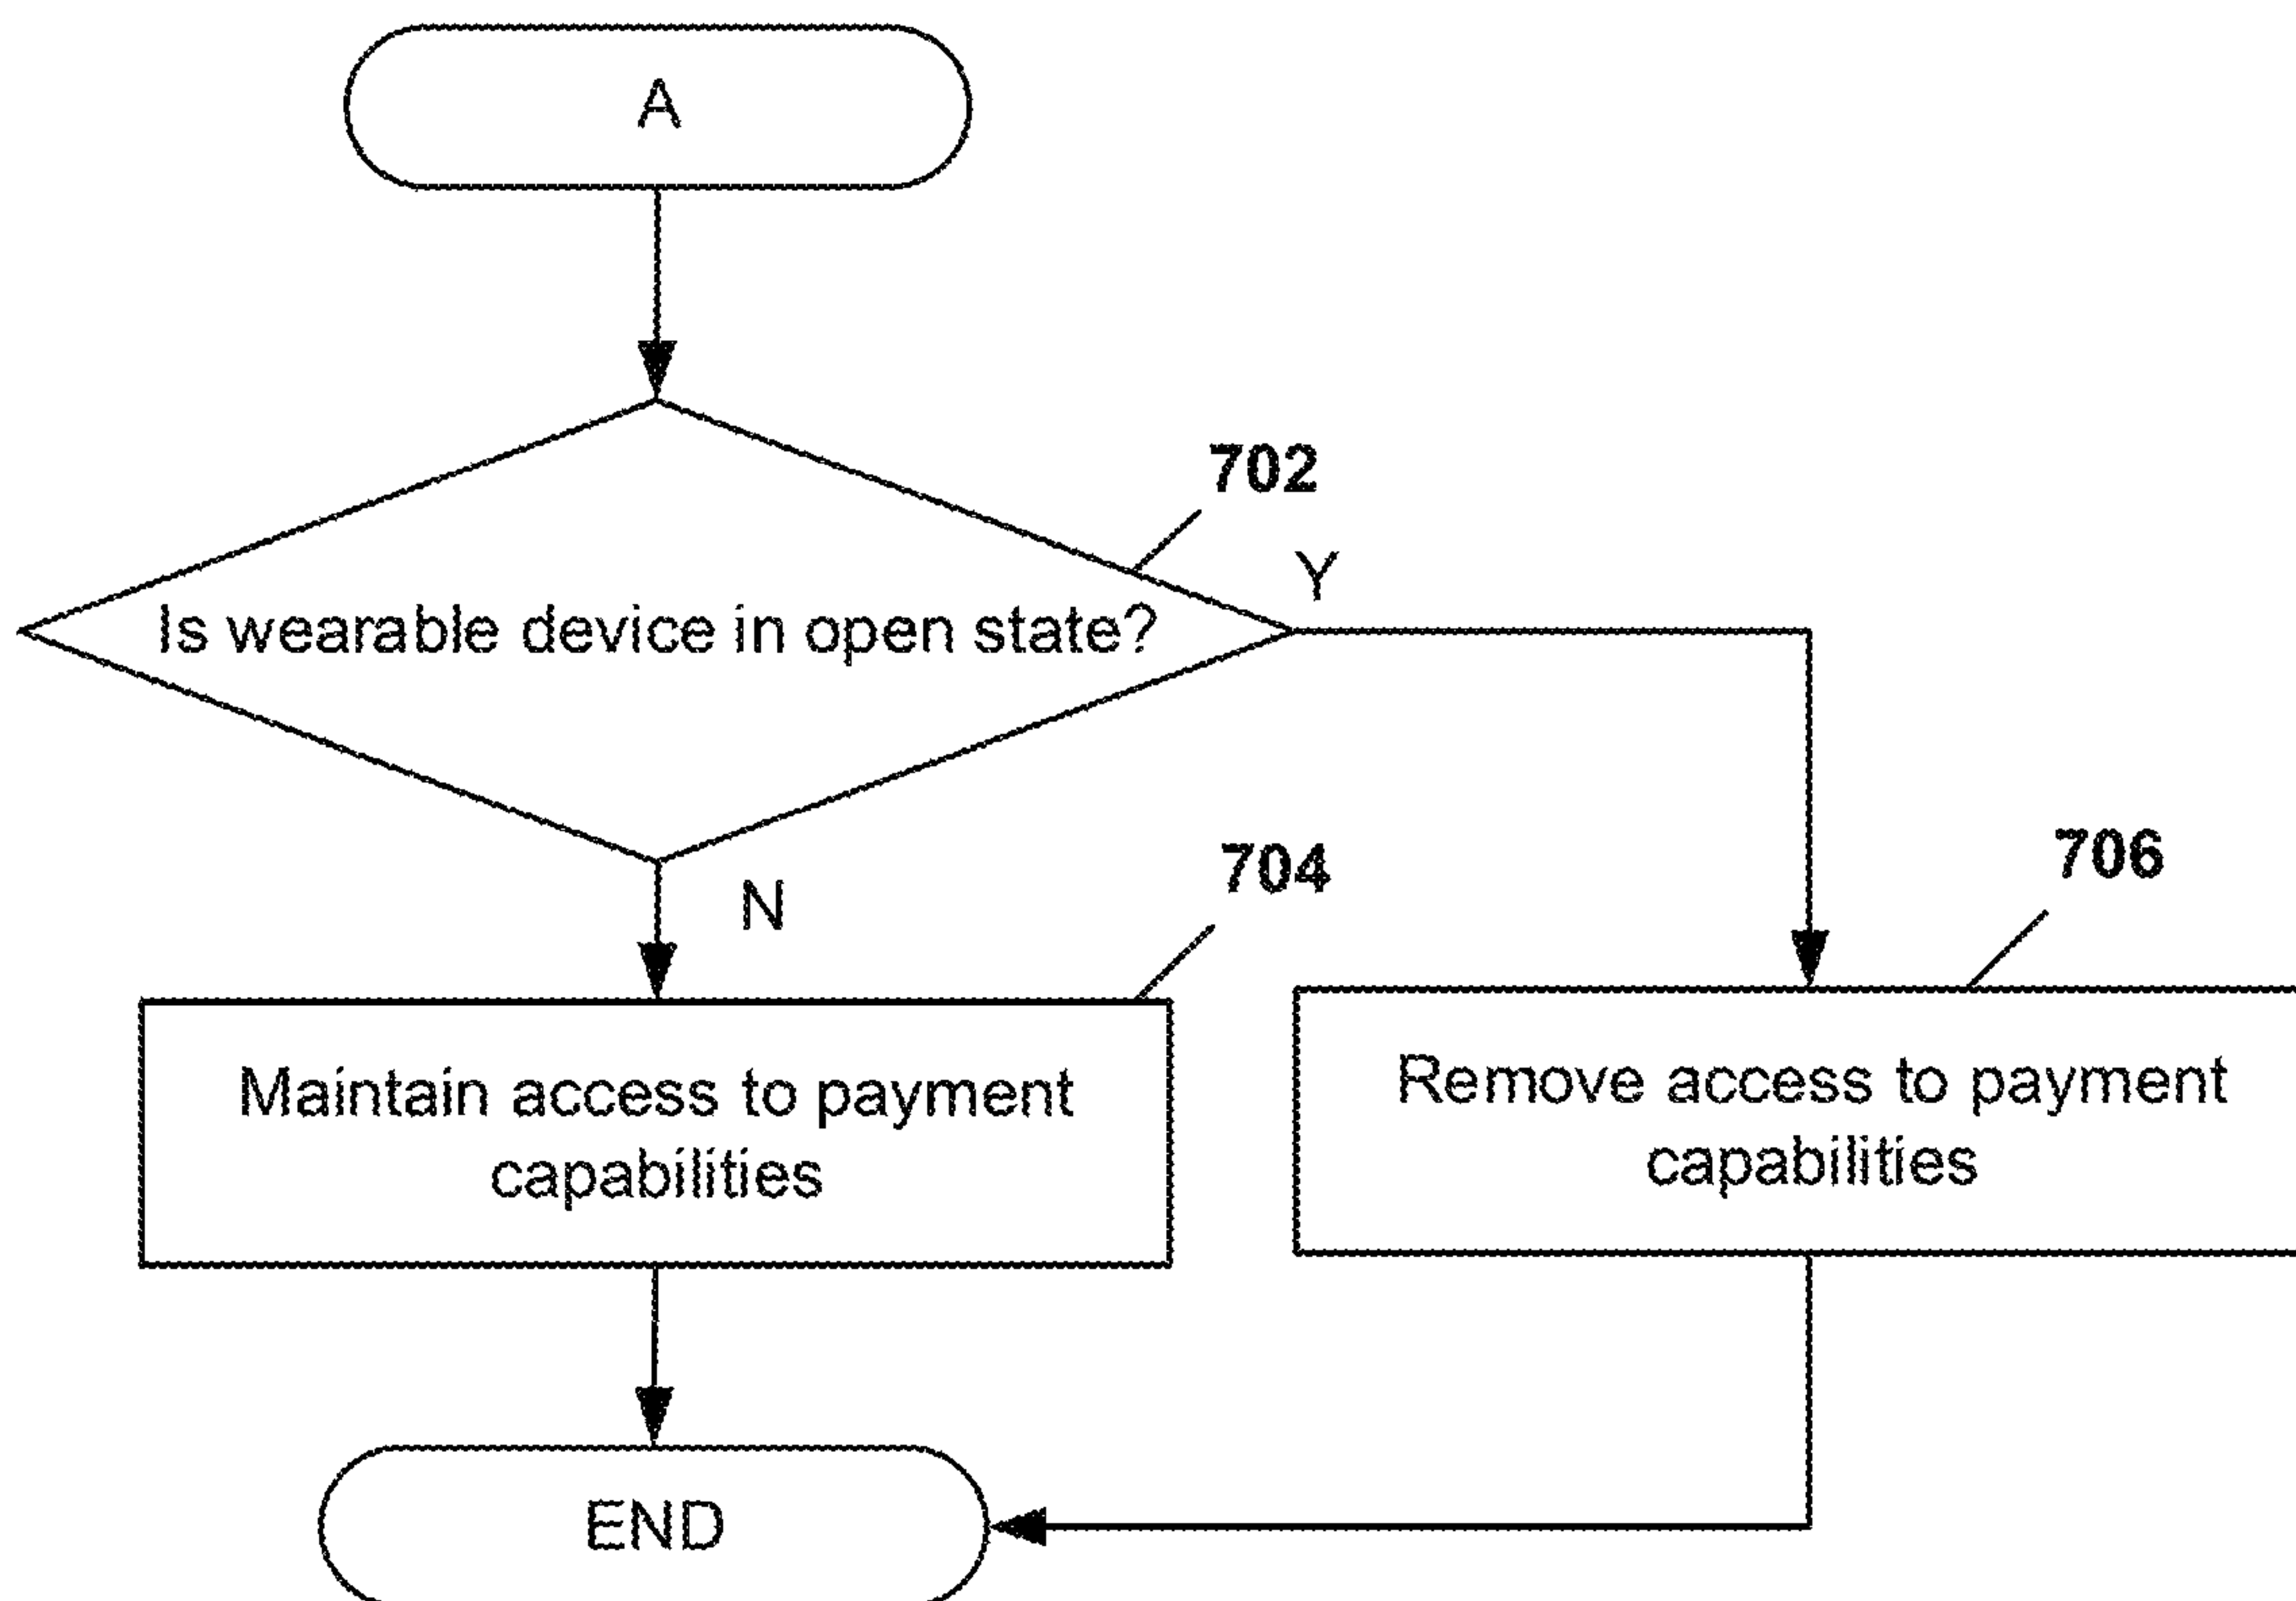 A
702
Y
Is wearable device in open state?
N
704
706
Maintain access to payment
capabilities
Remove access to payment
capabilities
END